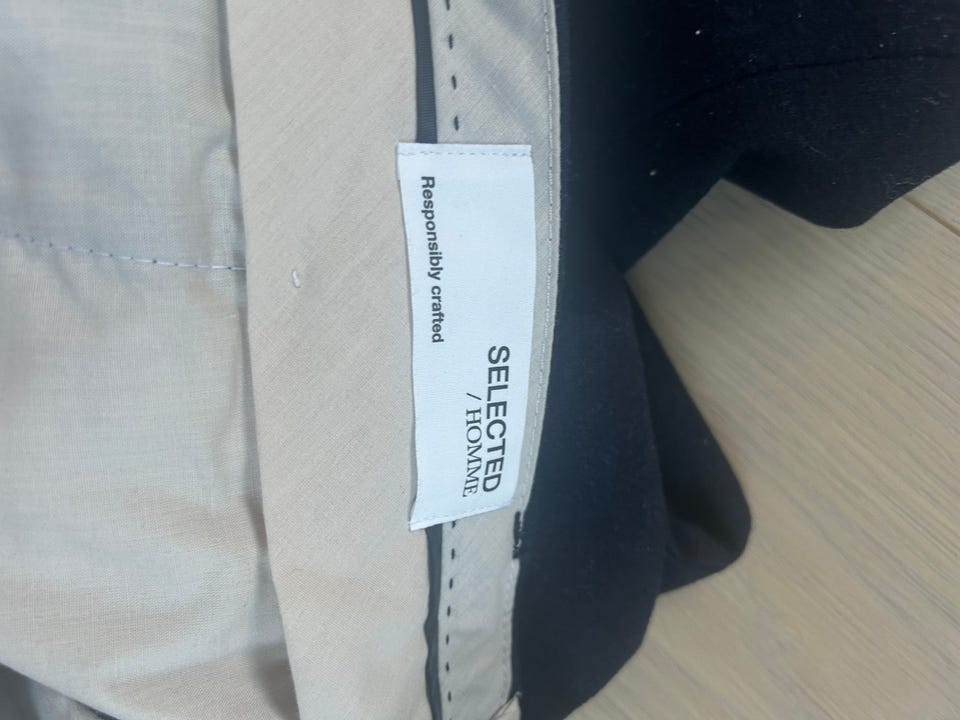 SELECTED
/ HOMME
Responsibly crafted